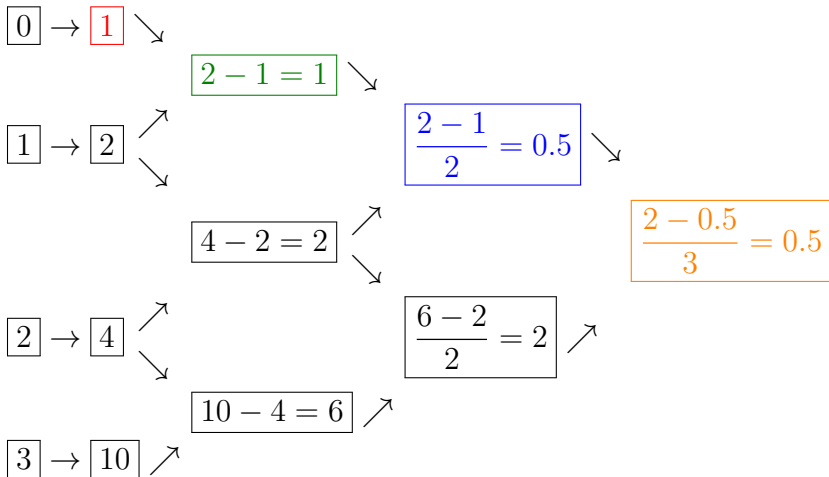 0 → 1 ↘
2 − 1 = 1 ↘
1 → 2 ↗ ↘
(2 − 1)/2 = 0.5 ↘
4 − 2 = 2 ↗ ↘
(2 − 0.5)/3 = 0.5
2 → 4 ↗ ↘
(6 − 2)/2 = 2 ↗
10 − 4 = 6 ↗
3 → 10 ↗